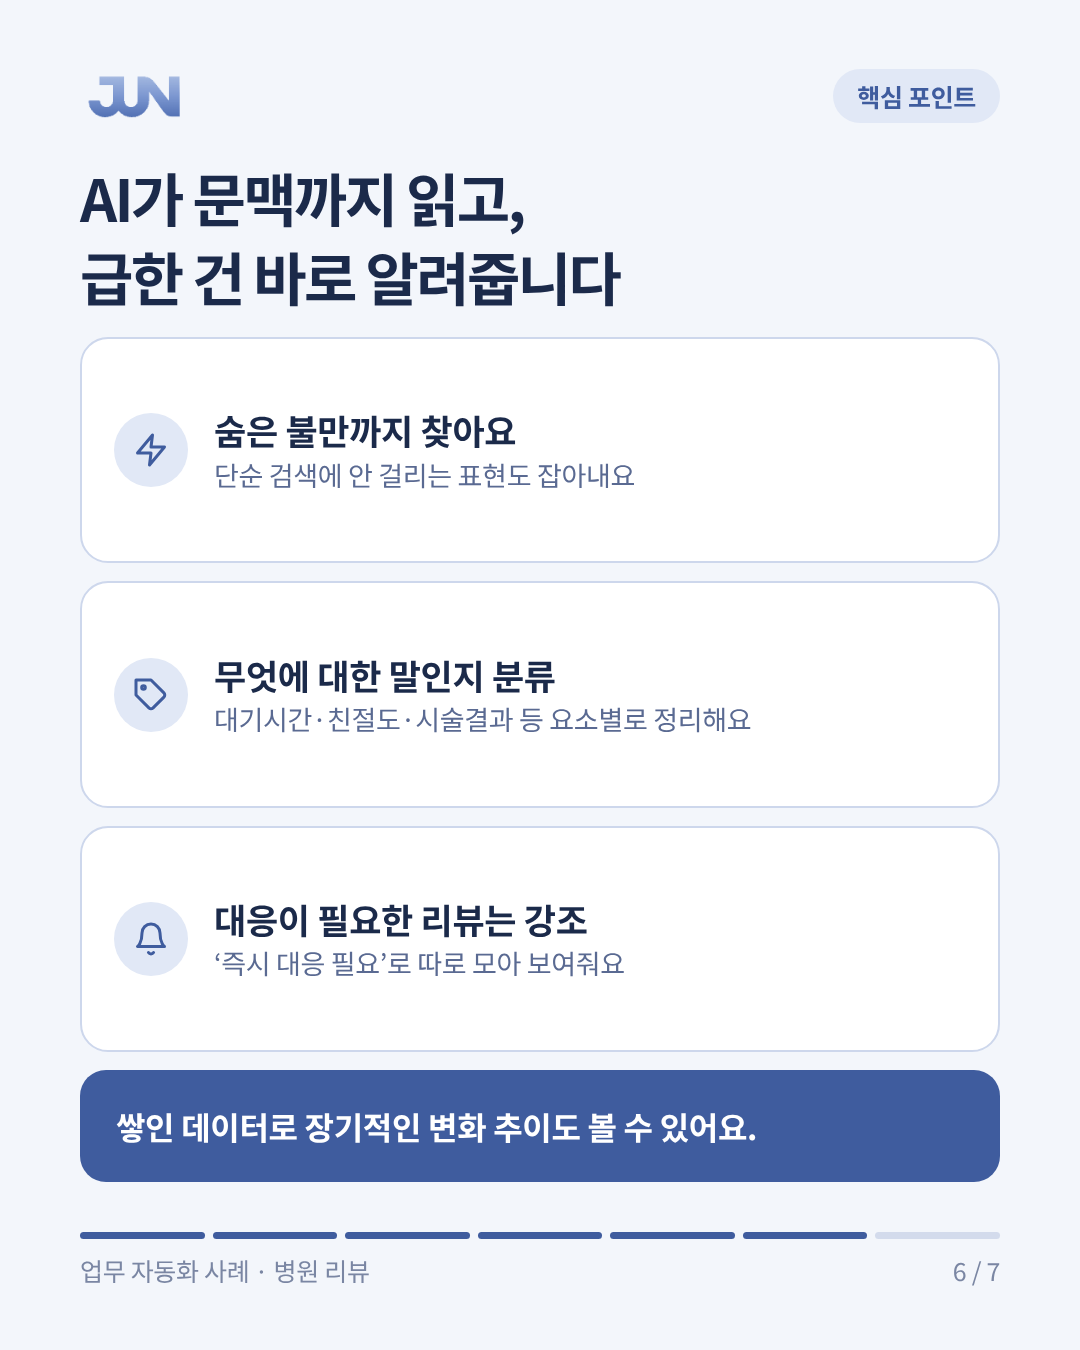 JUN
핵심 포인트
AI가 문맥까지 읽고,
급한 건 바로 알려줍니다
숨은 불만까지 찾아요
단순 검색에 안 걸리는 표현도 잡아내요
무엇에 대한 말인지 분류
대기시간·친절도·시술결과 등 요소별로 정리해요
대응이 필요한 리뷰는 강조
‘즉시 대응 필요’로 따로 모아 보여줘요
쌓인 데이터로 장기적인 변화 추이도 볼 수 있어요.
업무 자동화 사례 · 병원 리뷰
6 / 7